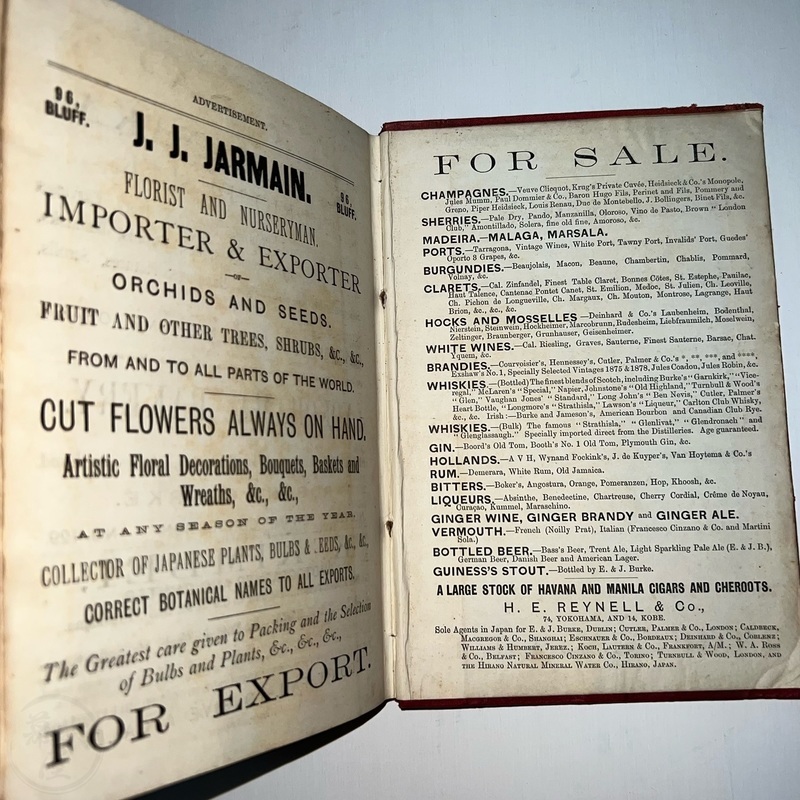 ADVERTISEMENT.
96, BLUFF.
J. J. JARMAIN.
96, BLUFF.
FLORIST AND NURSERYMAN,
IMPORTER & EXPORTER
—OF—
ORCHIDS AND SEEDS.
FRUIT AND OTHER TREES, SHRUBS, &c., &c.,
FROM AND TO ALL PARTS OF THE WORLD.
CUT FLOWERS ALWAYS ON HAND,
Artistic Floral Decorations, Bouquets, Baskets and
Wreaths, &c., &c.,
AT ANY SEASON OF THE YEAR.
COLLECTOR OF JAPANESE PLANTS, BULBS & .EEDS, &c., &c.,
CORRECT BOTANICAL NAMES TO ALL EXPORTS.
The Greatest care given to Packing and the Selection
of Bulbs and Plants, &c., &c., &c.,
FOR EXPORT.
FOR SALE.
CHAMPAGNES.—Veuve Clicquot, Krug's Private Cuvée, Heidsieck & Co.'s Monopole,
Jules Mumm, Paul Dommier & Co., Baron Hugo Fils, Perinet and Fils, Pommery and
Greno, Piper Heidsieck, Louis Renau, Duc de Montebello, J. Bollingers, Binet Fils, &c.
SHERRIES.—Pale Dry, Pando, Manzanilla, Oloroso, Vino de Pasto, Brown "London
Club," Amontillado, Solera, fine old fine, Amoroso, &c.
MADEIRA.—MALAGA, MARSALA.
PORTS.—Tarragona, Vintage Wines, White Port, Tawny Port, Invalids' Port, Guedes'
Oporto 8 Grapes, &c.
BURGUNDIES.—Beaujolais, Macon, Beaune, Chambertin, Chablis, Pommard,
Volnay, &c.
CLARETS,—Cal. Zinfandel, Finest Table Claret, Bonnes Côtes, St. Estephe, Panilac,
Haut Talence, Cantenac Pontet Canet, St. Emilion, Medoc, St. Julien, Ch. Leoville,
Ch. Pichon de Longueville, Ch. Margaux, Ch. Mouton, Montrose, Lagrange, Haut
Brion, &c., &c., &c.
HOCKS AND MOSSELLES—Deinhard & Co.'s Laubenheim, Bodenthal,
Nierstein, Steinwein, Hockheimer, Marcobrunn, Rudesheim, Liebfraumilch, Moselwein,
Zeltinger, Braumberger, Grunhauser, Geisenheimer.
WHITE WINES.—Cal. Riesling, Graves, Sauterne, Finest Sauterne, Barsac, Chat.
Yquem, &c.
BRANDIES.—Courvoisier's, Hennessey's, Cutler, Palmer & Co.'s *, **, ***, and ****,
Exshaw's No. 1, Specially Selected Vintages 1875 & 1878, Jules Coadon, Jules Robin, &c.
WHISKIES.—(Bottled) The finest blends of Scotch, including Burke's "Garnkirk," "Vice-
regal," McLaren's "Special," Napier, Johnstone's "Old Highland," Turnbull & Wood's
"Glen," Vaughan Jones' "Standard," Long John's "Ben Nevis," Cutler, Palmer's
Heart Bottle, "Longmore's "Strathisla," Lawson's "Liqueur," Carlton Club Whisky,
&c., &c. Irish:—Burke and Jameson's, American Bourbon and Canadian Club Rye.
WHISKIES.—(Bulk) The famous "Strathisla," "Glenlivat," "Glendronach" and
"Glenglassaugh." Specially imported direct from the Distilleries. Age guaranteed.
GIN.—Boord's Old Tom, Booth's No. 1 Old Tom, Plymouth Gin, &c.
HOLLANDS.—A V H, Wynand Fockink's, J. de Kuyper's, Van Hoytema & Co.'s
RUM.—Demerara, White Rum, Old Jamaica.
BITTERS.—Boker's, Angostura, Orange, Pomeranzen, Hop, Khoosh, &c.
LIQUEURS.—Absinthe, Benedectine, Chartreuse, Cherry Cordial, Crême de Noyau,
Curaçao, Kummel, Maraschino.
GINGER WINE, GINGER BRANDY and GINGER ALE.
VERMOUTH.—French (Noilly Prat), Italian (Francesco Cinzano & Co. and Martini
Sola.)
BOTTLED BEER.—Bass's Beer, Trent Ale, Light Sparkling Pale Ale (E. & J. B.),
German Beer, Danish Beer and American Lager.
GUINESS'S STOUT.—Bottled by E. & J. Burke.
A LARGE STOCK OF HAVANA AND MANILA CIGARS AND CHEROOTS.
H. E. REYNELL & Co.,
74, YOKOHAMA, AND 14, KOBE.
Sole Agents in Japan for E. & J. BURKE, DUBLIN; CUTLER, PALMER & Co., LONDON; CALDBECK,
MACGREGOR & Co., SHANGHAI; ESCHNAUER & Co., BORDEAUX; DEINHARD & Co., COBLENZ;
WILLIAMS & HUMBERT, JEREZ.; KOCH, LAUTERN & Co., FRANKFORT, A/M.; W. A. ROSS
& Co., BELFAST; FRANCESCO CINZANO & Co., TORINO; TURNBULL & WOOD, LONDON, AND
THE HIRANO NATURAL MINERAL WATER Co., HIRANO, JAPAN.